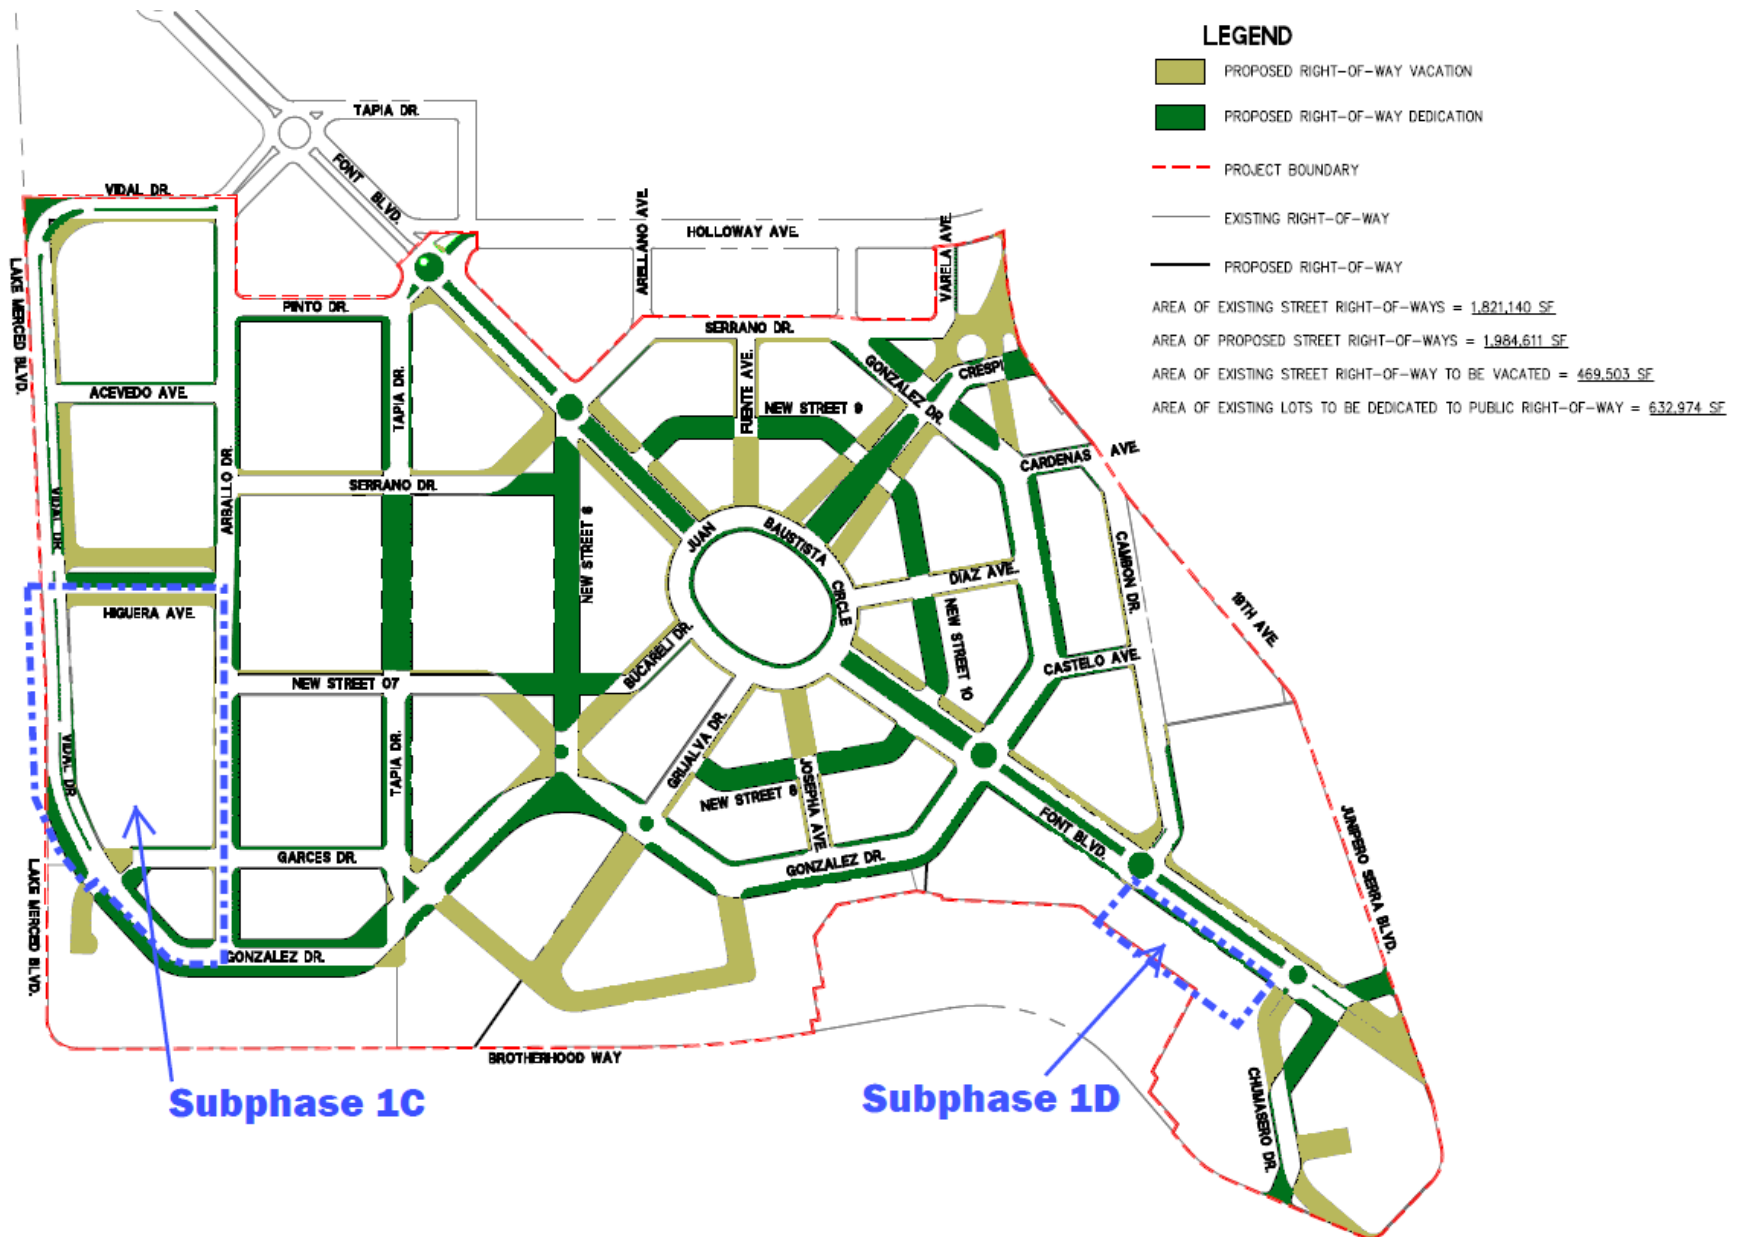 LEGEND
PROPOSED RIGHT-OF-WAY VACATION
PROPOSED RIGHT-OF-WAY DEDICATION
PROJECT BOUNDARY
EXISTING RIGHT-OF-WAY
PROPOSED RIGHT-OF-WAY
AREA OF EXISTING STREET RIGHT-OF-WAYS = 1,821,140 SF
AREA OF PROPOSED STREET RIGHT-OF-WAYS = 1,984,611 SF
AREA OF EXISTING STREET RIGHT-OF-WAY TO BE VACATED = 469,503 SF
AREA OF EXISTING LOTS TO BE DEDICATED TO PUBLIC RIGHT-OF-WAY = 632,974 SF
TAPIA DR.
FONT BLVD.
VIDAL DR.
HOLLOWAY AVE.
ARELLANO AVE.
VARELA AVE.
LAKE MERCED BLVD.
PINTO DR.
SERRANO DR.
FUENTE AVE.
GONZALEZ DR.
CRESPI
ACEVEDO AVE.
TAPIA DR.
NEW STREET 9
CARDENAS AVE.
ARBALLO DR.
SERRANO DR.
VIDAL DR.
NEW STREET 6
JUAN BAUTISTA CIRCLE
CAMBON DR.
DIAZ AVE.
19TH AVE
HIGUERA AVE.
NEW STREET 10
BUCARELI DR.
CASTELO AVE.
NEW STREET 07
VIDAL DR
TAPIA DR.
GRIJALVA DR.
NEW STREET 8
JOSEPHA AVE.
FONT BLVD.
JUNIPERO SERRA BLVD.
GARCES DR.
GONZALEZ DR.
LAKE MERCED BLVD.
GONZALEZ DR.
BROTHERHOOD WAY
CHUMASERO DR.
Subphase 1C
Subphase 1D